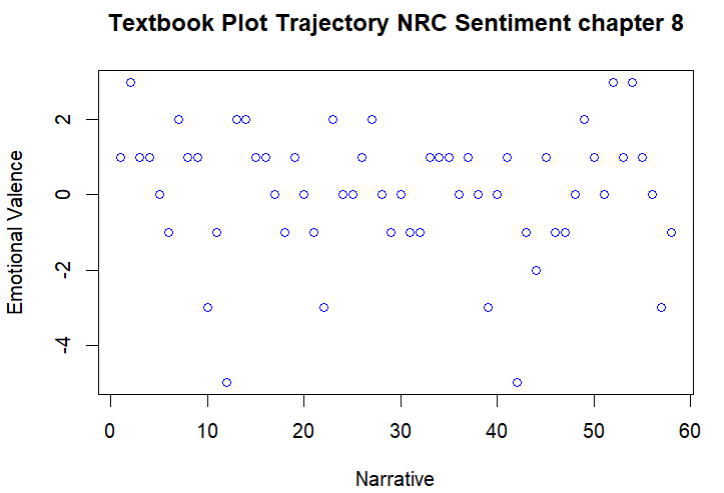 Textbook Plot Trajectory NRC Sentiment chapter 8
Emotional Valence
2
0
-2
-4
0 10 20 30 40 50 60
Narrative